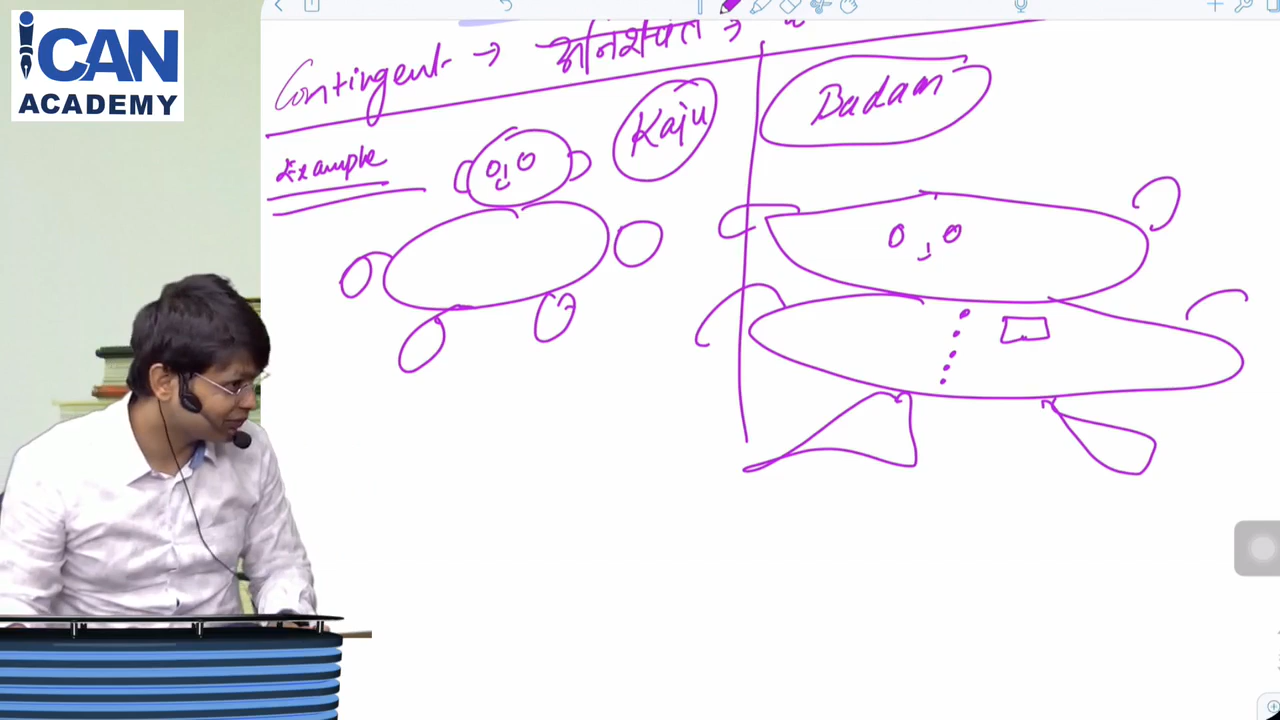 iCAN
ACADEMY
Contingent → अनिश्चित →
Example
Kaju
Badam